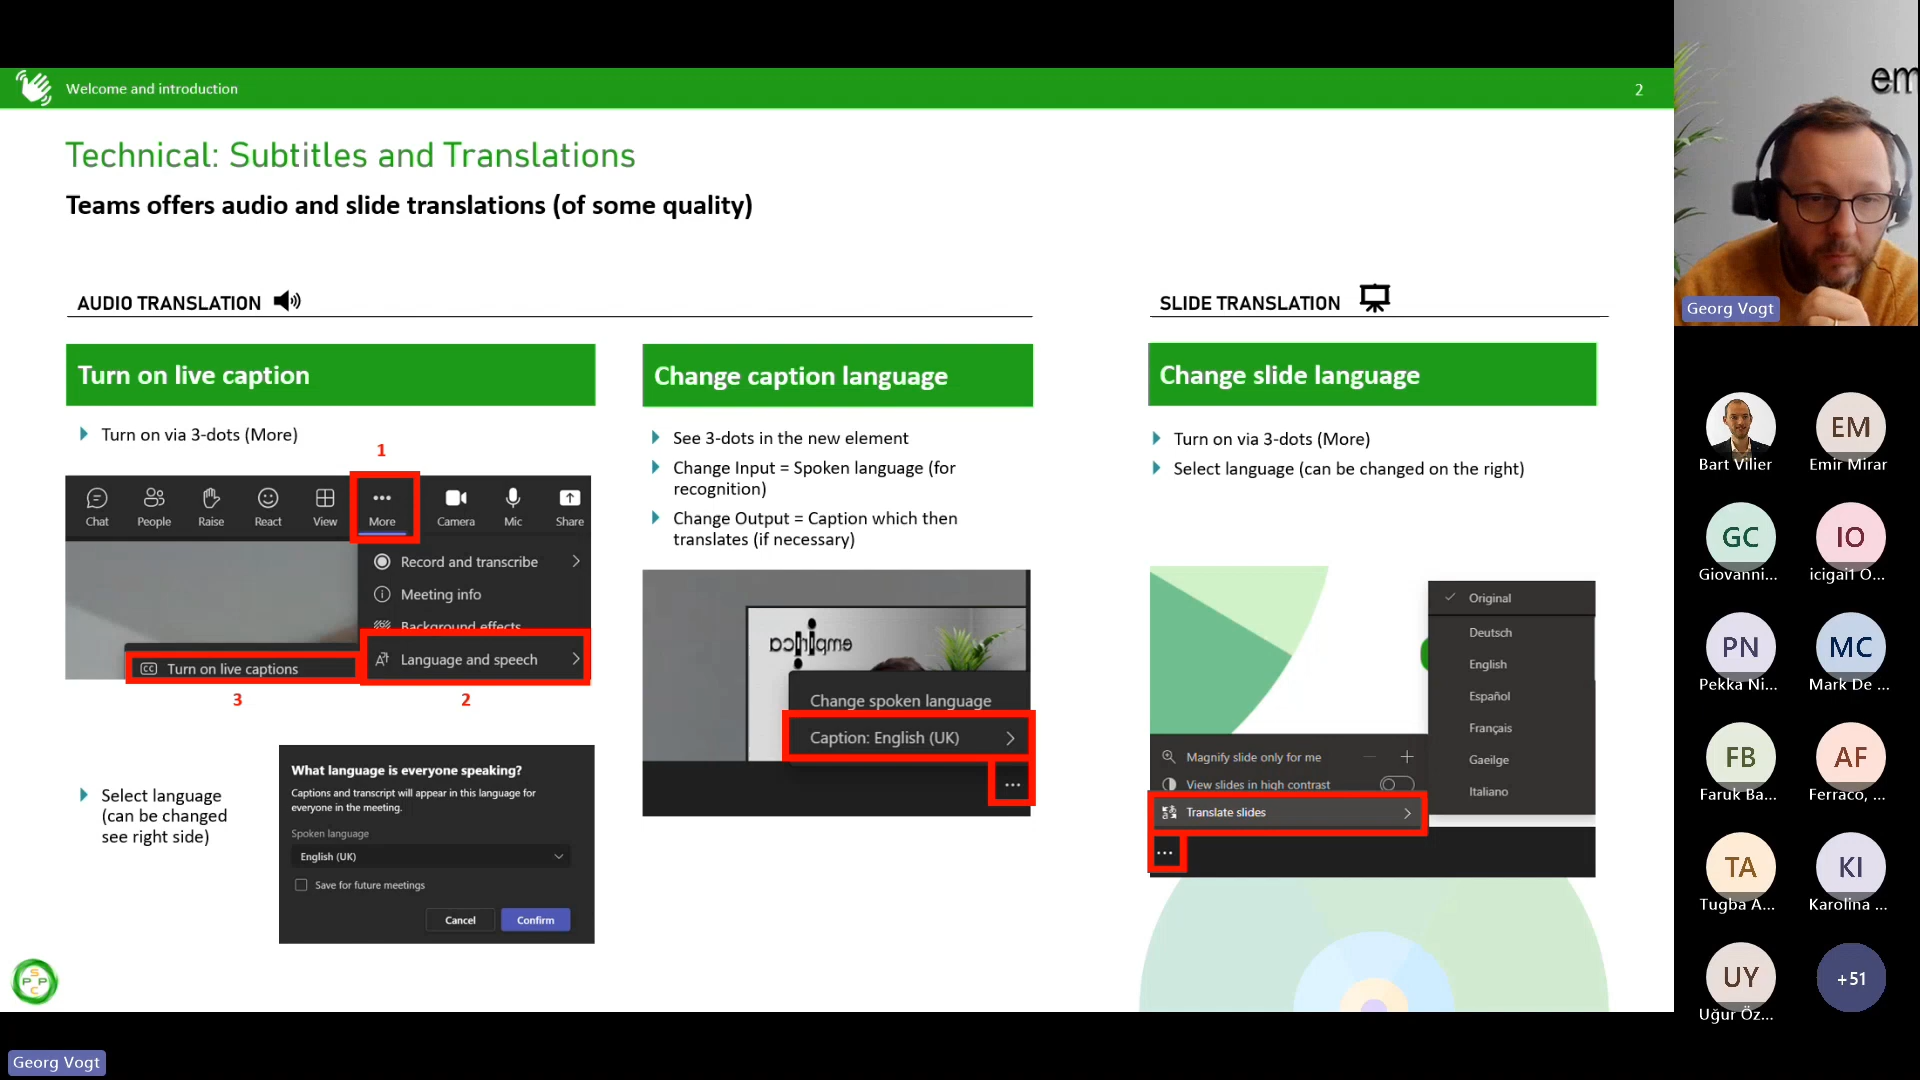 Welcome and introduction
2
Technical: Subtitles and Translations
Teams offers audio and slide translations (of some quality)
AUDIO TRANSLATION
Turn on live caption
Turn on via 3-dots (More)
1
Chat
People
Raise
React
View
More
Camera
Mic
Share
Record and transcribe
Meeting info
Background effects
Language and speech
CC Turn on live captions
3
2
Select language
(can be changed
see right side)
What language is everyone speaking?
Captions and transcript will appear in this language for
everyone in the meeting.
Spoken language
English (UK)
Save for future meetings
Cancel
Confirm
Change caption language
See 3-dots in the new element
Change Input = Spoken language (for
recognition)
Change Output = Caption which then
translates (if necessary)
empirica
Change spoken language
Caption: English (UK)
SLIDE TRANSLATION
Change slide language
Turn on via 3-dots (More)
Select language (can be changed on the right)
Original
Deutsch
English
Español
Français
Gaeilge
Italiano
Magnify slide only for me
View slides in high contrast
Translate slides
S
P P
C
em
Georg Vogt
Bart Vilier
EM
Emir Mirar
GC
Giovanni...
IO
icigai1 O...
PN
Pekka Ni...
MC
Mark De ...
FB
Faruk Ba...
AF
Ferraco, ...
TA
Tugba A...
KI
Karolina ...
UY
Uğur Öz...
+51
Georg Vogt